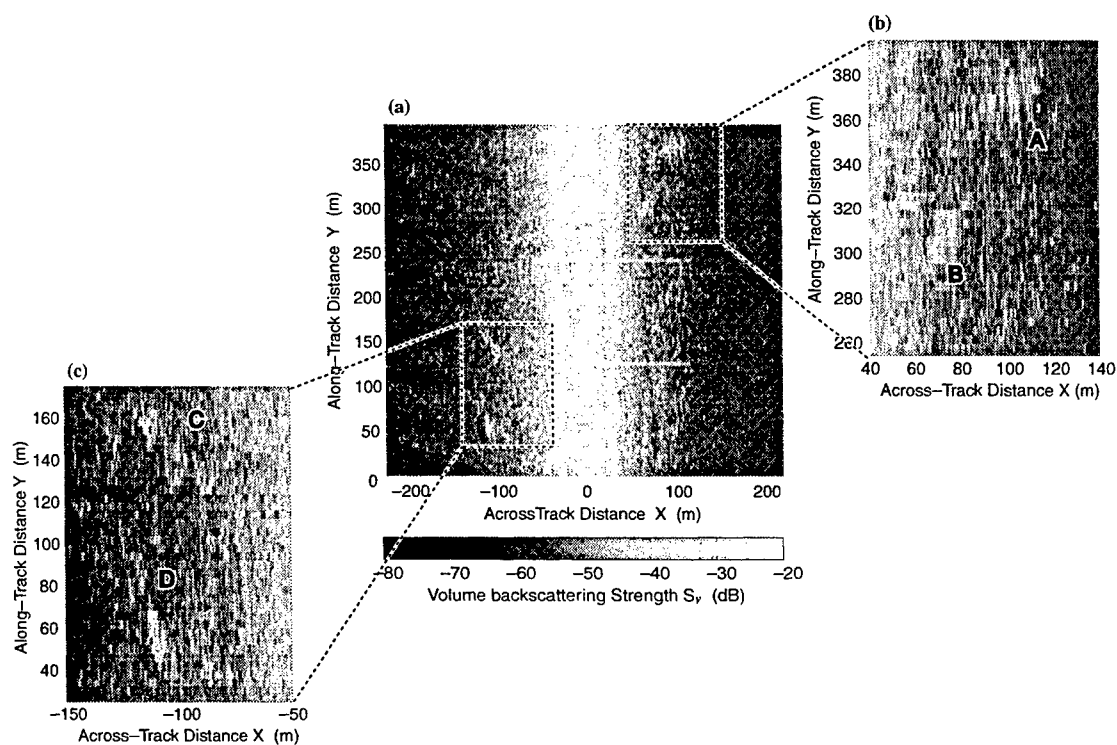 (a)
Along–Track Distance Y (m)
350
300
250
200
150
100
50
0
−200 −100 0 100 200
AcrossTrack Distance X (m)
−80 −70 −60 −50 −40 −30 −20
Volume backscattering Strength Sᵥ (dB)
(b)
Along–Track Distance Y (m)
380
360
340
320
300
280
260
A
B
40 60 80 100 120 140
Across–Track Distance X (m)
(c)
Along–Track Distance Y (m)
160
140
120
100
80
60
40
C
D
−150 −100 −50
Across–Track Distance X (m)